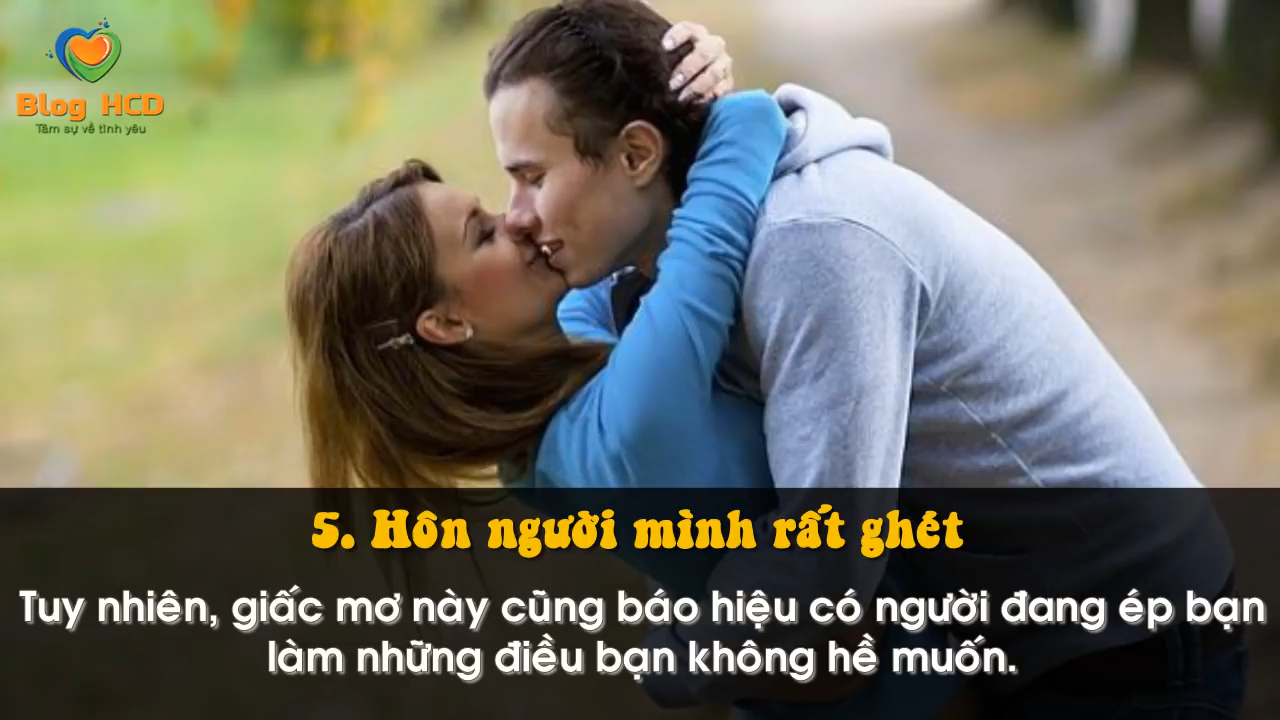 Blog HCD
Tâm sự về tình yêu
5. Hôn người mình rất ghét
Tuy nhiên, giấc mơ này cũng báo hiệu có người đang ép bạn
làm những điều bạn không hề muốn.